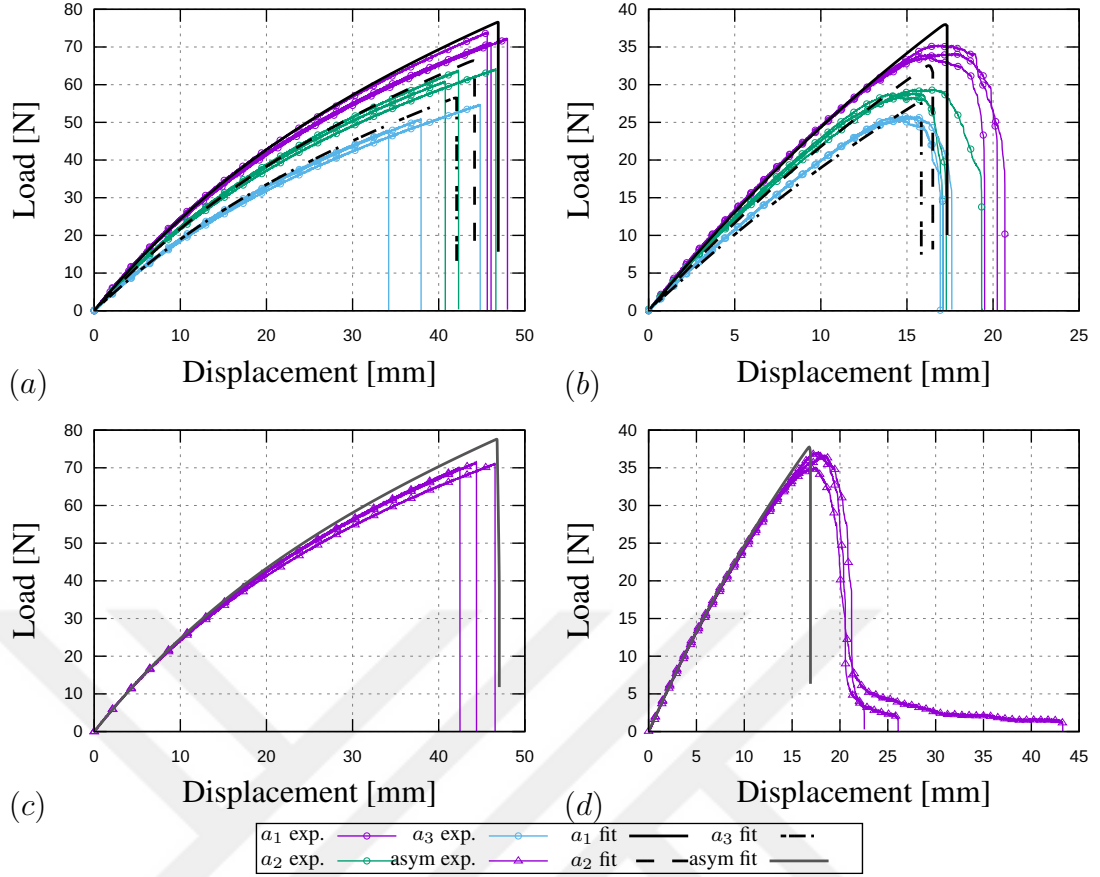 80
70
60
50
40
30
20
10
0
Load [N]
0 10 20 30 40 50
Displacement [mm]
(a)
40
35
30
25
20
15
10
5
0
Load [N]
0 5 10 15 20 25
Displacement [mm]
(b)
80
70
60
50
40
30
20
10
0
Load [N]
0 10 20 30 40 50
Displacement [mm]
(c)
40
35
30
25
20
15
10
5
0
Load [N]
0 5 10 15 20 25 30 35 40 45
Displacement [mm]
(d)
a₁ exp. a₃ exp. a₁ fit a₃ fit
a₂ exp. asym exp. a₂ fit asym fit